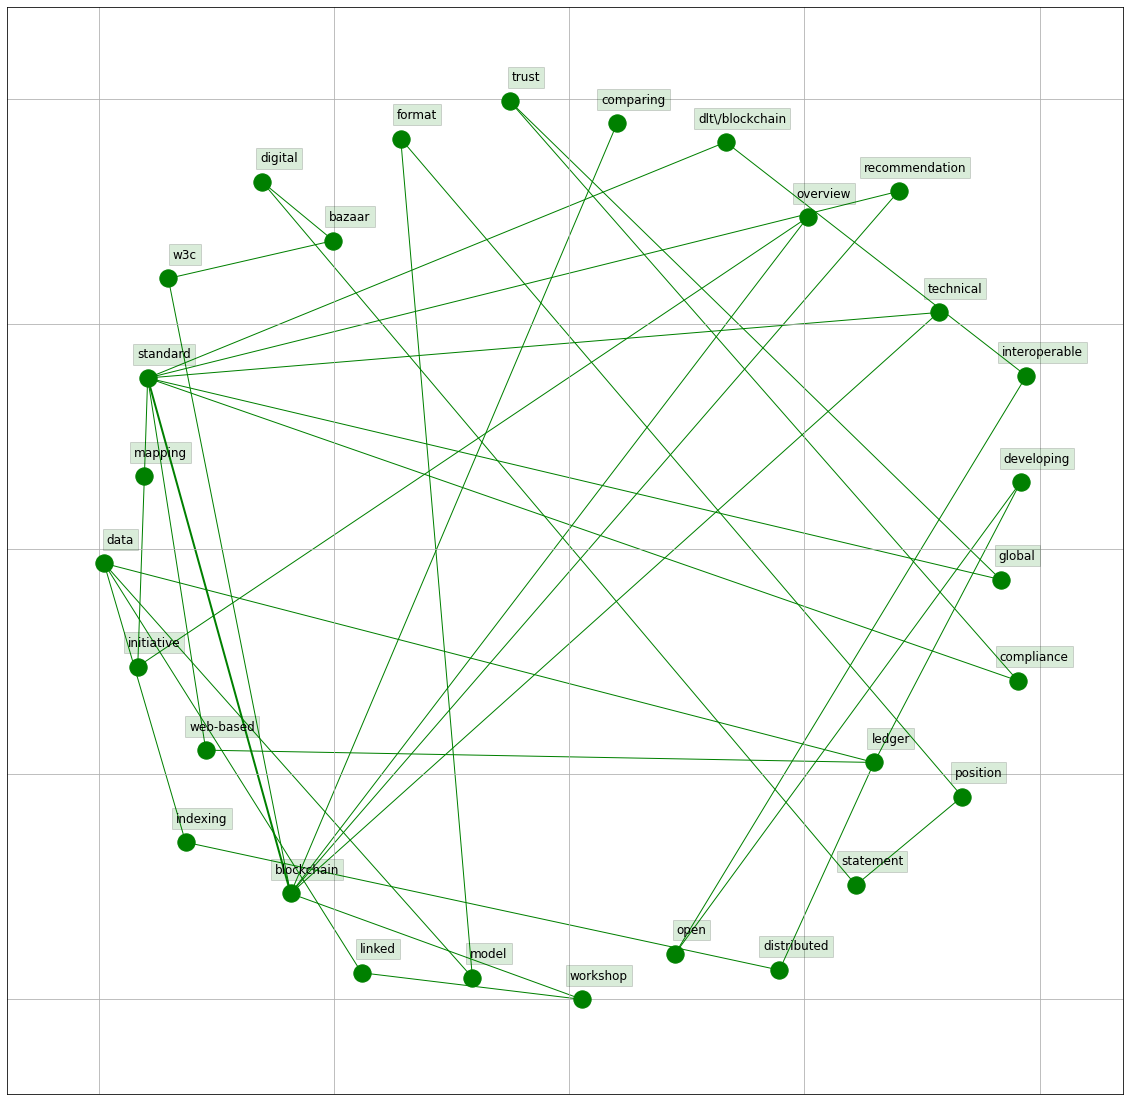 trust
comparing
format
dlt\/blockchain
digital
recommendation
overview
bazaar
w3c
technical
standard
interoperable
mapping
developing
data
global
initiative
compliance
web-based
ledger
position
indexing
statement
blockchain
open
linked
model
distributed
workshop